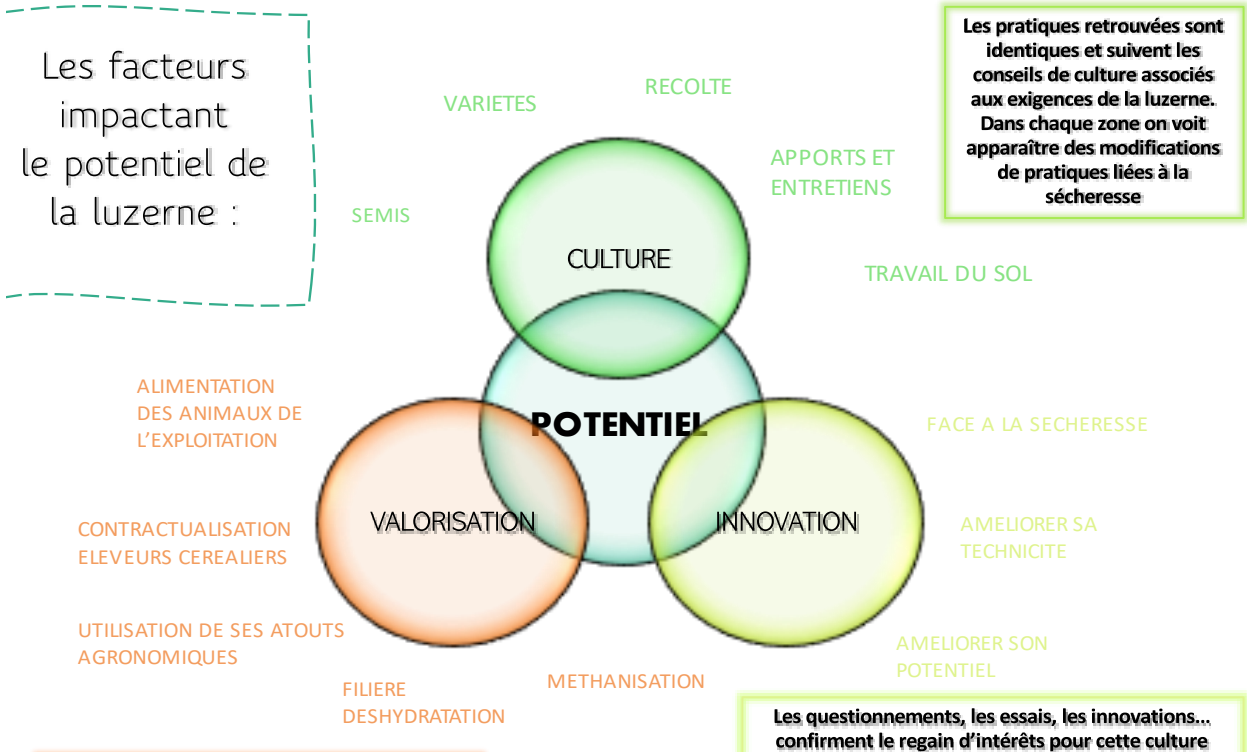 Les facteurs
impactant
le potentiel de
la luzerne :
Les pratiques retrouvées sont
identiques et suivent les
conseils de culture associés
aux exigences de la luzerne.
Dans chaque zone on voit
apparaître des modifications
de pratiques liées à la
sécheresse
VARIETES
RECOLTE
APPORTS ET
ENTRETIENS
SEMIS
CULTURE
TRAVAIL DU SOL
ALIMENTATION
DES ANIMAUX DE
L’EXPLOITATION
POTENTIEL
FACE A LA SECHERESSE
VALORISATION
INNOVATION
CONTRACTUALISATION
ELEVEURS CEREALIERS
AMELIORER SA
TECHNICITE
UTILISATION DE SES ATOUTS
AGRONOMIQUES
AMELIORER SON
POTENTIEL
FILIERE
DESHYDRATATION
METHANISATION
Les questionnements, les essais, les innovations…
confirment le regain d’intérêts pour cette culture